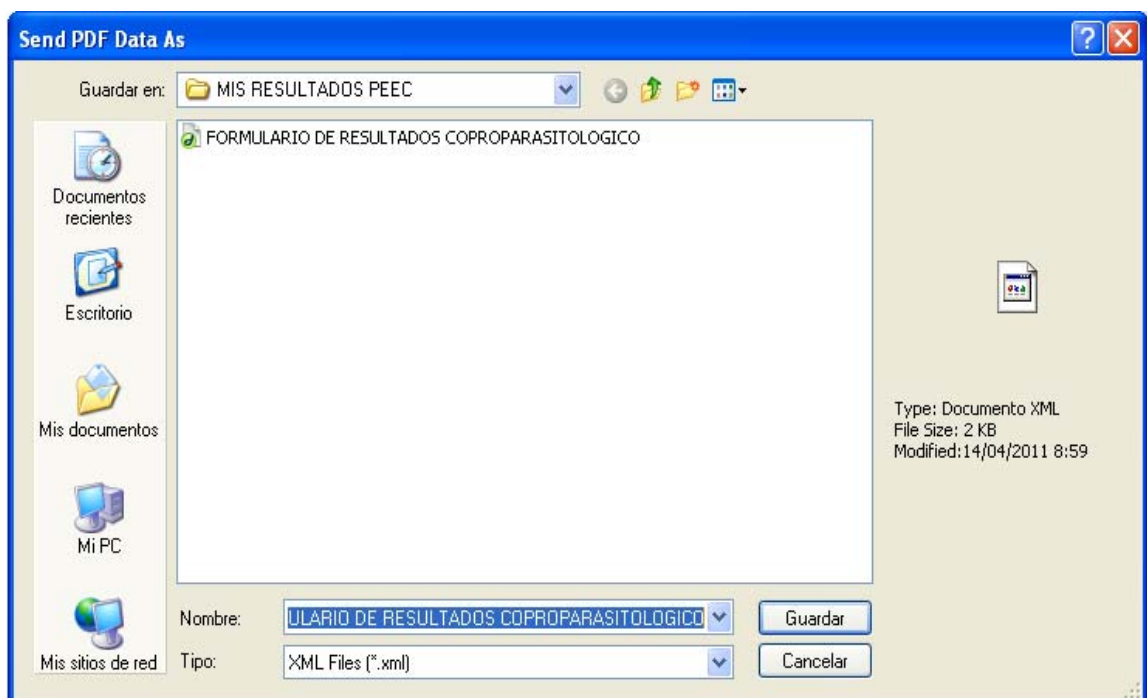 Send PDF Data As
Guardar en:
MIS RESULTADOS PEEC
FORMULARIO DE RESULTADOS COPROPARASITOLOGICO
Documentos
recientes
Escritorio
Mis documentos
Mi PC
Mis sitios de red
Type: Documento XML
File Size: 2 KB
Modified:14/04/2011 8:59
Nombre:
ULARIO DE RESULTADOS COPROPARASITOLOGICO
Guardar
Tipo:
XML Files (*.xml)
Cancelar